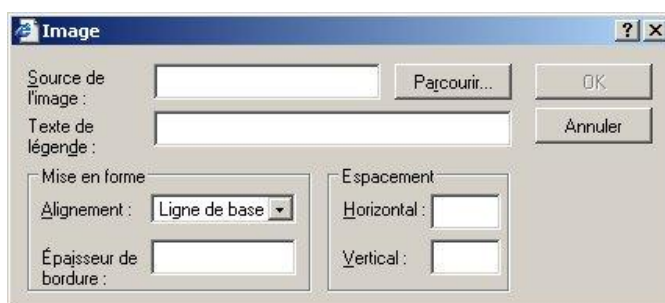 Image
Source de
l'image :
Parcourir...
OK
Texte de
légende :
Annuler
Mise en forme
Alignement :
Ligne de base
Épaisseur de
bordure :
Espacement
Horizontal :
Vertical :